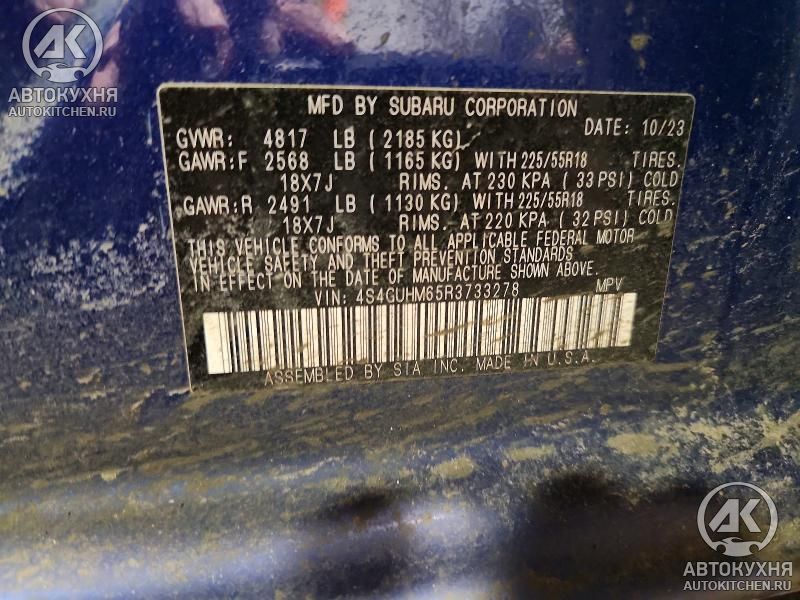 AK
АВТОКУХНЯ
AUTOKITCHEN.RU
MFD BY SUBARU CORPORATION
DATE: 10/23
GVWR: 4817 LB ( 2185 KG)
GAWR:F 2568 LB ( 1165 KG) WITH 225/55R18 TIRES.
18X7J RIMS. AT 230 KPA ( 33 PSI) COLD
GAWR:R 2491 LB ( 1130 KG) WITH 225/55R18 TIRES.
18X7J RIMS. AT 220 KPA ( 32 PSI) COLD
THIS VEHICLE CONFORMS TO ALL APPLICABLE FEDERAL MOTOR
VEHICLE SAFETY AND THEFT PREVENTION STANDARDS
IN EFFECT ON THE DATE OF MANUFACTURE SHOWN ABOVE.
VIN: 4S4GUHM65R3733278 MPV
ASSEMBLED BY SIA INC. MADE IN U.S.A.
AK
АВТОКУХНЯ
AUTOKITCHEN.RU